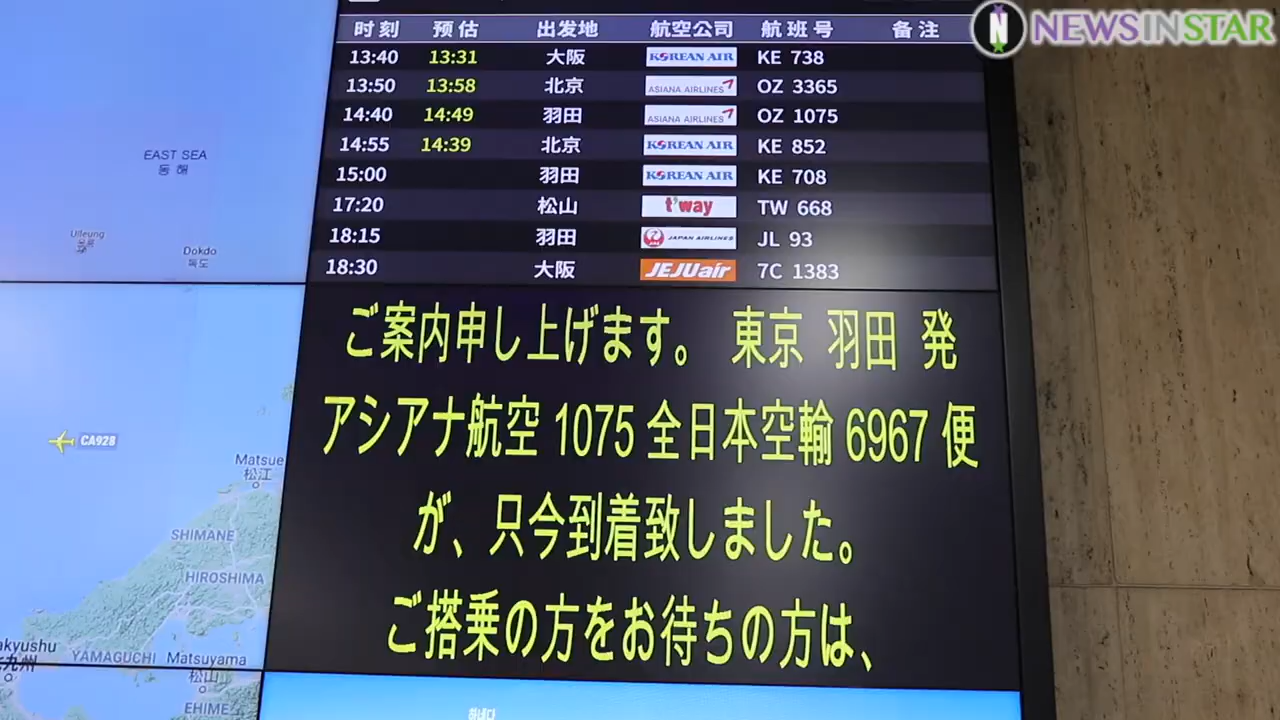 NEWSINSTAR
时刻 预估 出发地 航空公司 航班号 备注
13:40 13:31 大阪 KOREAN AIR KE 738
13:50 13:58 北京 ASIANA AIRLINES OZ 3365
14:40 14:49 羽田 ASIANA AIRLINES OZ 1075
14:55 14:39 北京 KOREAN AIR KE 852
15:00 羽田 KOREAN AIR KE 708
17:20 松山 t'way TW 668
18:15 羽田 JAPAN AIRLINES JL 93
18:30 大阪 JEJUair 7C 1383
ご案内申し上げます。 東京 羽田 発
アシアナ航空 1075 全日本空輸 6967 便
が、只今到着致しました。
ご搭乗の方をお待ちの方は、
EAST SEA
동해
Ulleung
Dokdo
독도
CA928
Matsue
松江
SHIMANE
HIROSHIMA
YAMAGUCHI
Matsuyama
松山
EHIME
九州
하네다